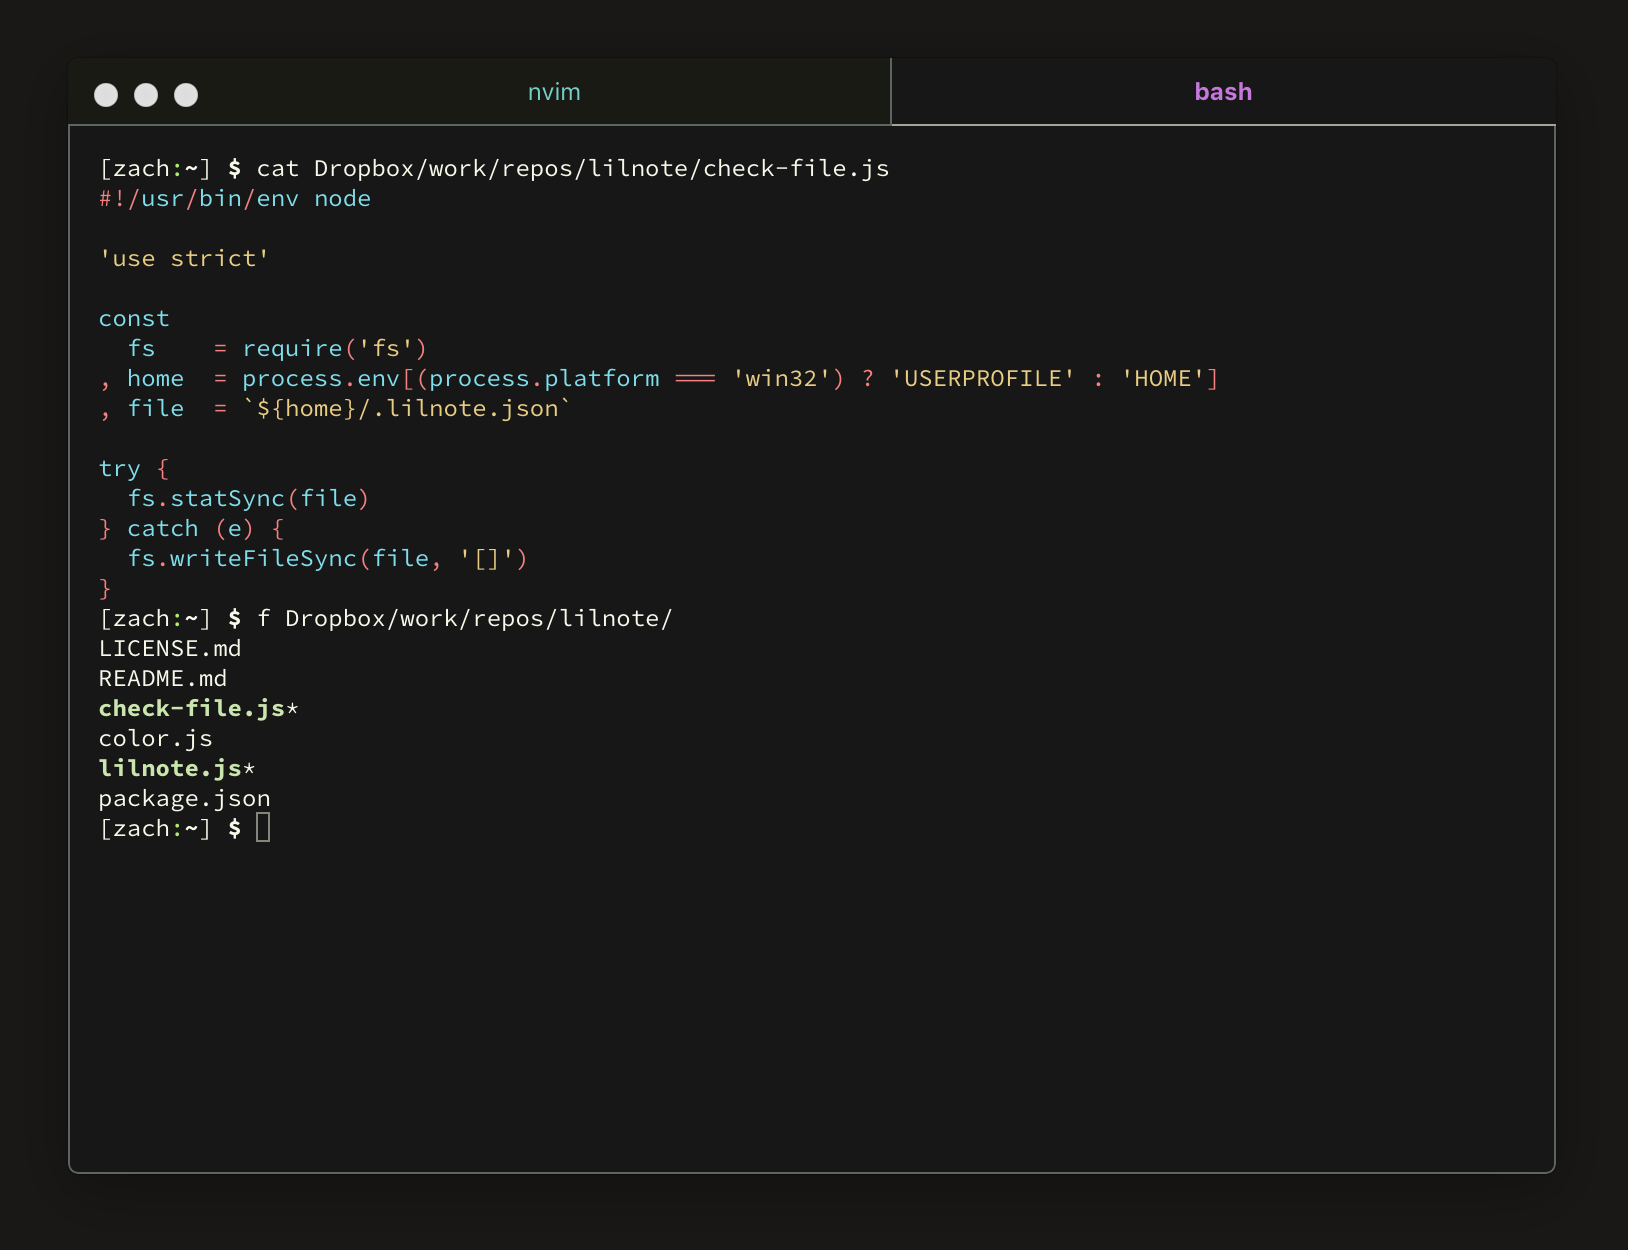 nvim
bash
[zach:~] $ cat Dropbox/work/repos/lilnote/check-file.js
#!/usr/bin/env node

'use strict'

const
  fs    = require('fs')
, home  = process.env[(process.platform === 'win32') ? 'USERPROFILE' : 'HOME']
, file  = `${home}/.lilnote.json`

try {
  fs.statSync(file)
} catch (e) {
  fs.writeFileSync(file, '[]')
}
[zach:~] $ f Dropbox/work/repos/lilnote/
LICENSE.md
README.md
check-file.js*
color.js
lilnote.js*
package.json
[zach:~] $